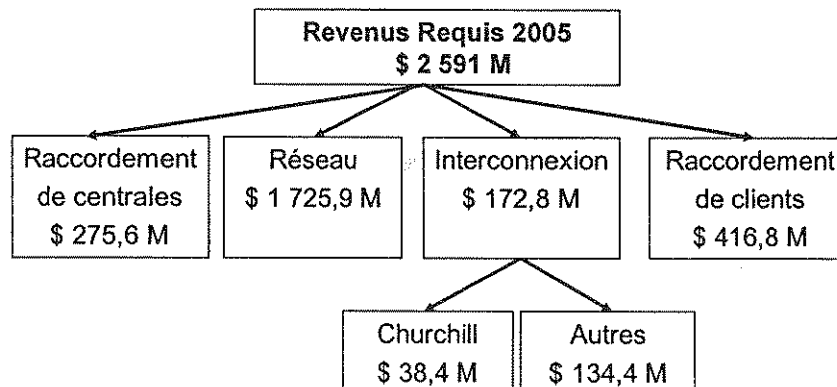 Revenus Requis 2005
$ 2 591 M
Raccordement
de centrales
$ 275,6 M
Réseau
$ 1 725,9 M
Interconnexion
$ 172,8 M
Raccordement
de clients
$ 416,8 M
Churchill
$ 38,4 M
Autres
$ 134,4 M